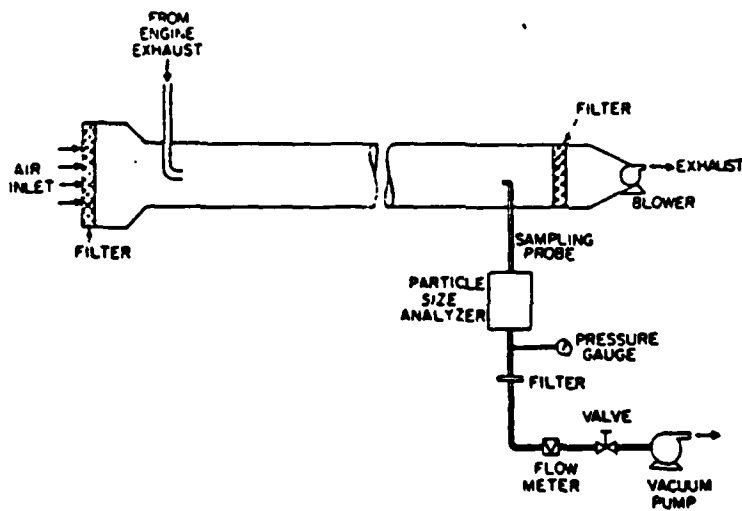 FROM
ENGINE
EXHAUST
FILTER
AIR
INLET
EXHAUST
BLOWER
FILTER
SAMPLING
PROBE
PARTICLE
SIZE
ANALYZER
PRESSURE
GAUGE
FILTER
VALVE
FLOW
METER
VACUUM
PUMP